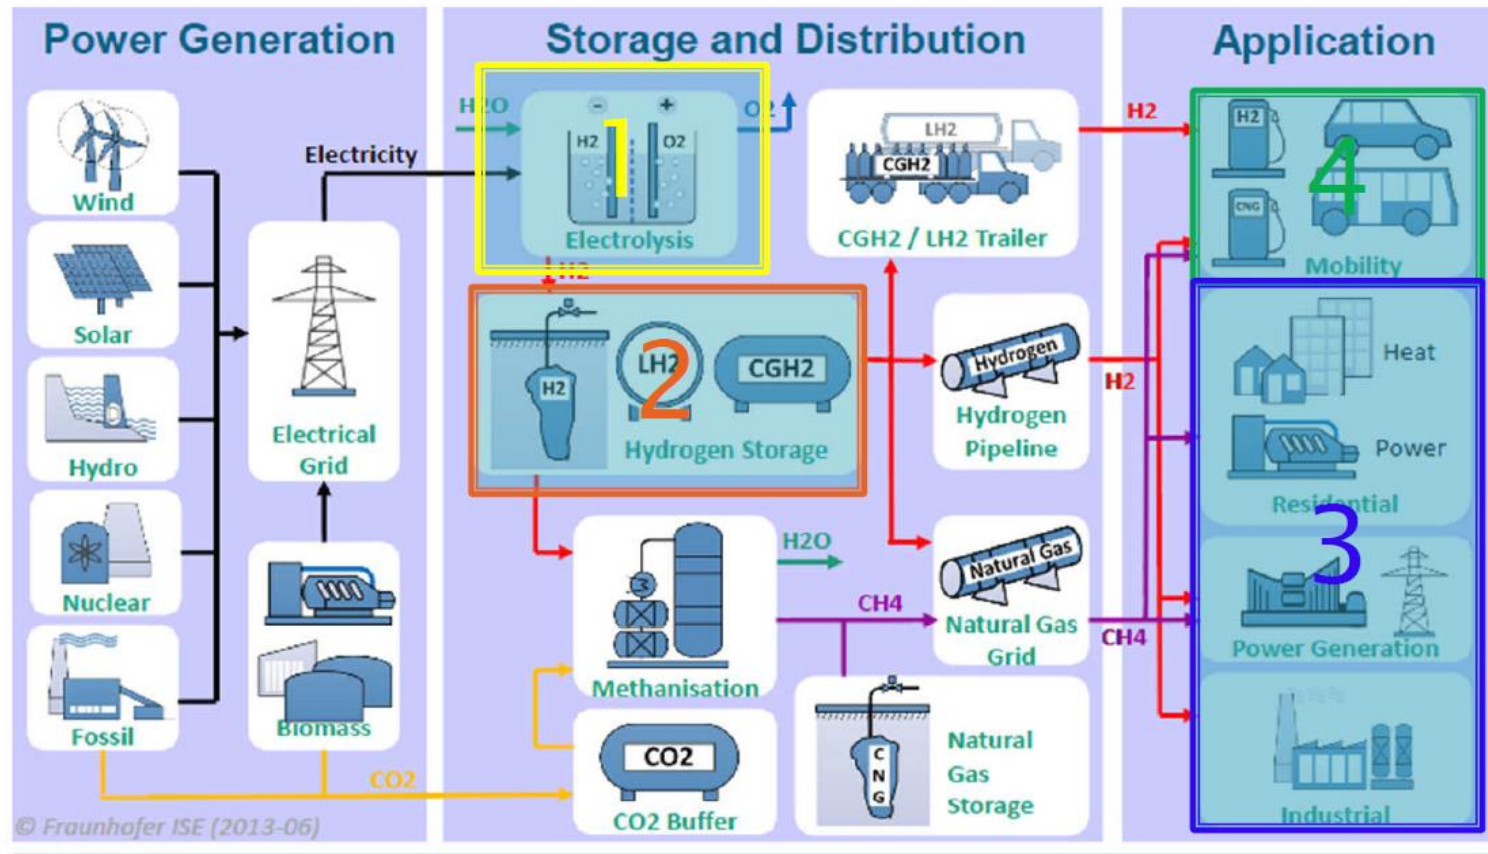 Power Generation
Wind
Solar
Hydro
Nuclear
Fossil
Electricity
Electrical
Grid
Biomass
CO2
© Fraunhofer ISE (2013-06)
Storage and Distribution
H2O
O2
- +
H2 O2
1
Electrolysis
H2
H2
LH2
CGH2
2
Hydrogen Storage
LH2
CGH2
CGH2 / LH2 Trailer
Hydrogen
Hydrogen
Pipeline
H2O
Methanisation
CH4
Natural Gas
Natural Gas
Grid
CO2
CO2 Buffer
C
N
G
Natural
Gas
Storage
Application
H2
H2
CH4
H2
CNG
4
Mobility
Heat
Power
Residential
3
Power Generation
Industrial